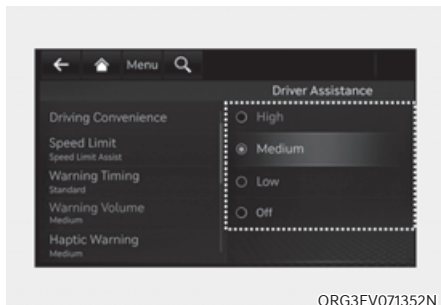 Menu
Driver Assistance
Driving Convenience
Speed Limit
Speed Limit Assist
Warning Timing
Standard
Warning Volume
Medium
Haptic Warning
Medium
High
Medium
Low
Off
ORG3EV071352N